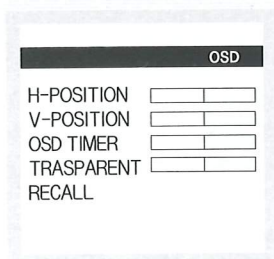 OSD
H-POSITION
V-POSITION
OSD TIMER
TRASPARENT
RECALL